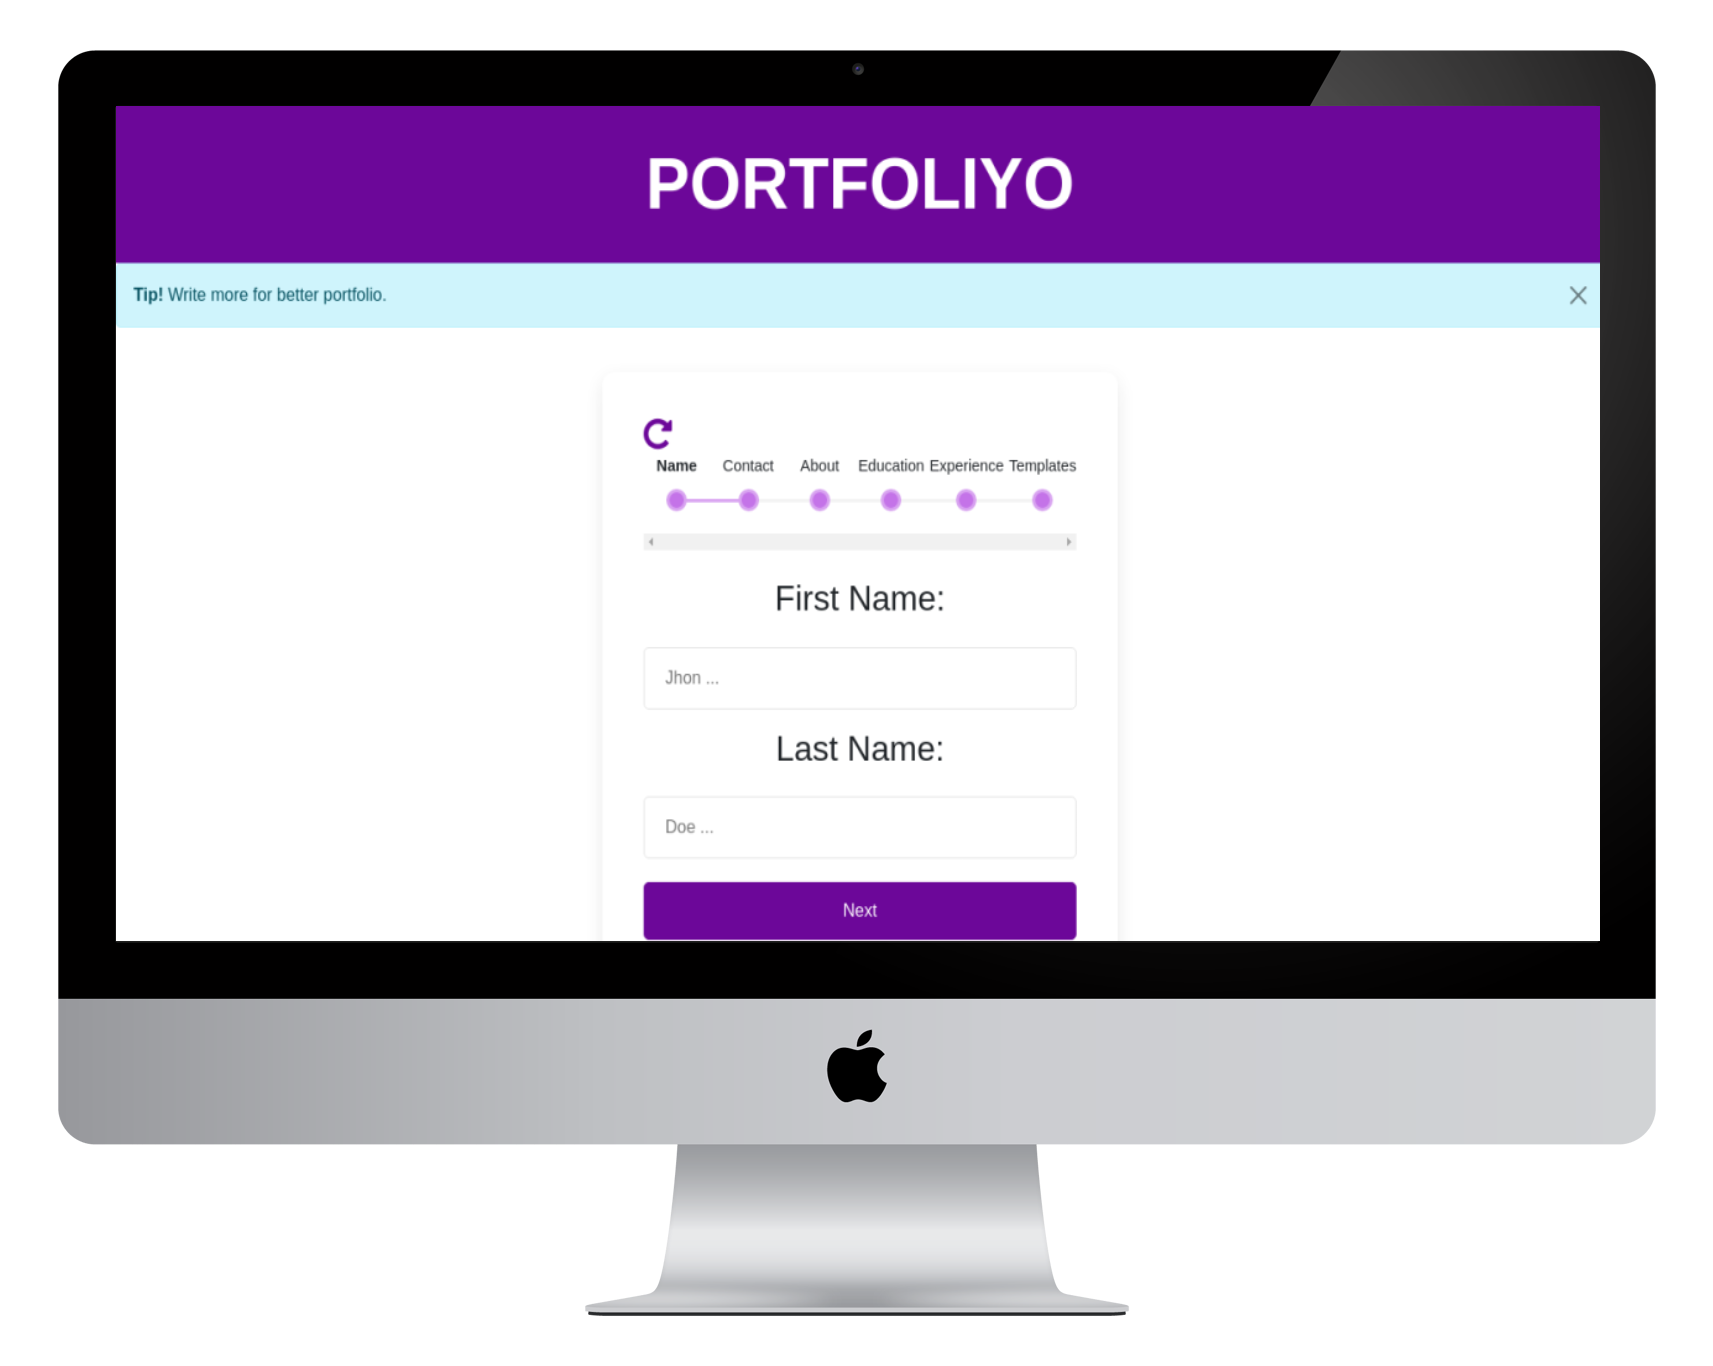 PORTFOLIYO
Tip! Write more for better portfolio.
Name Contact About Education Experience Templates
First Name:
Jhon ...
Last Name:
Doe ...
Next